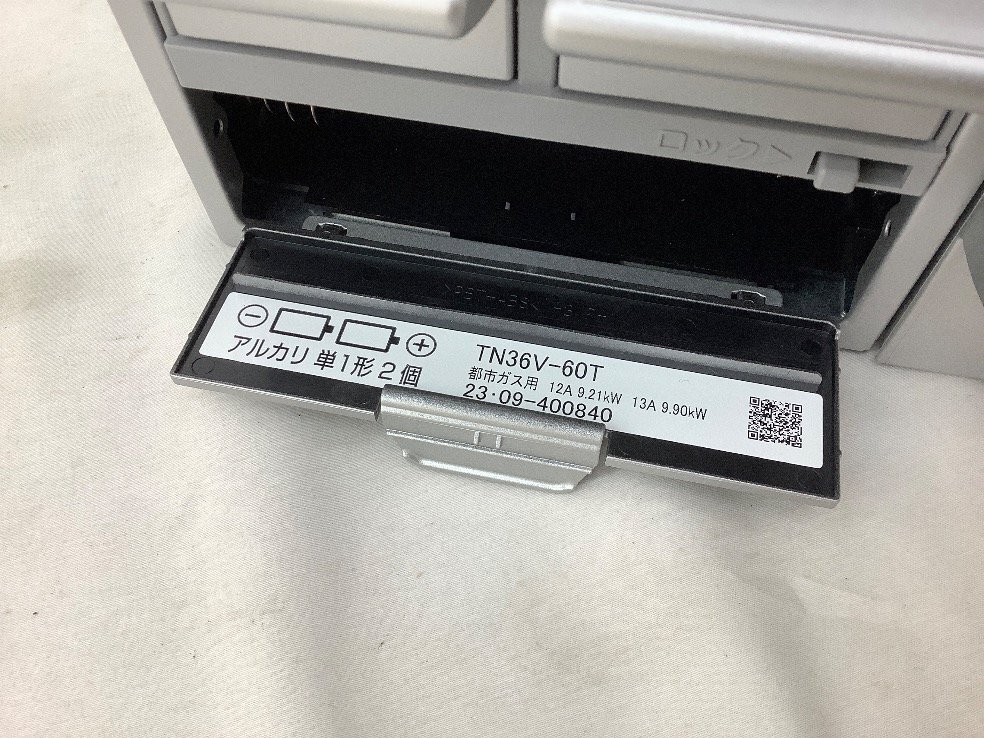 ロック
アルカリ 単1形 2個
TN36V-60T
都市ガス用 12A 9.21kW 13A 9.90kW
23・09-400840